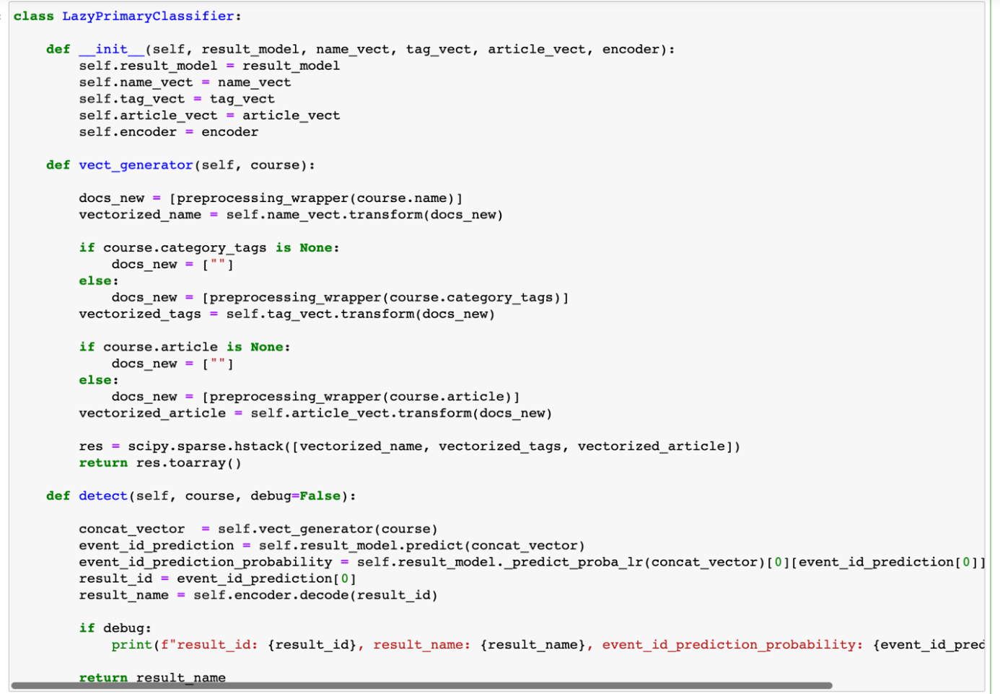 class LazyPrimaryClassifier:
    def __init__(self, result_model, name_vect, tag_vect, article_vect, encoder):
        self.result_model = result_model
        self.name_vect = name_vect
        self.tag_vect = tag_vect
        self.article_vect = article_vect
        self.encoder = encoder
    def vect_generator(self, course):
        docs_new = [preprocessing_wrapper(course.name)]
        vectorized_name = self.name_vect.transform(docs_new)
        if course.category_tags is None:
            docs_new = [""]
        else:
            docs_new = [preprocessing_wrapper(course.category_tags)]
        vectorized_tags = self.tag_vect.transform(docs_new)
        if course.article is None:
            docs_new = [""]
        else:
            docs_new = [preprocessing_wrapper(course.article)]
        vectorized_article = self.article_vect.transform(docs_new)
        res = scipy.sparse.hstack([vectorized_name, vectorized_tags, vectorized_article])
        return res.toarray()
    def detect(self, course, debug=False):
        concat_vector  = self.vect_generator(course)
        event_id_prediction = self.result_model.predict(concat_vector)
        event_id_prediction_probability = self.result_model._predict_proba_lr(concat_vector)[0][event_id_prediction[0]]
        result_id = event_id_prediction[0]
        result_name = self.encoder.decode(result_id)
        if debug:
            print(f"result_id: {result_id}, result_name: {result_name}, event_id_prediction_probability: {event_id_pred
        return result_name